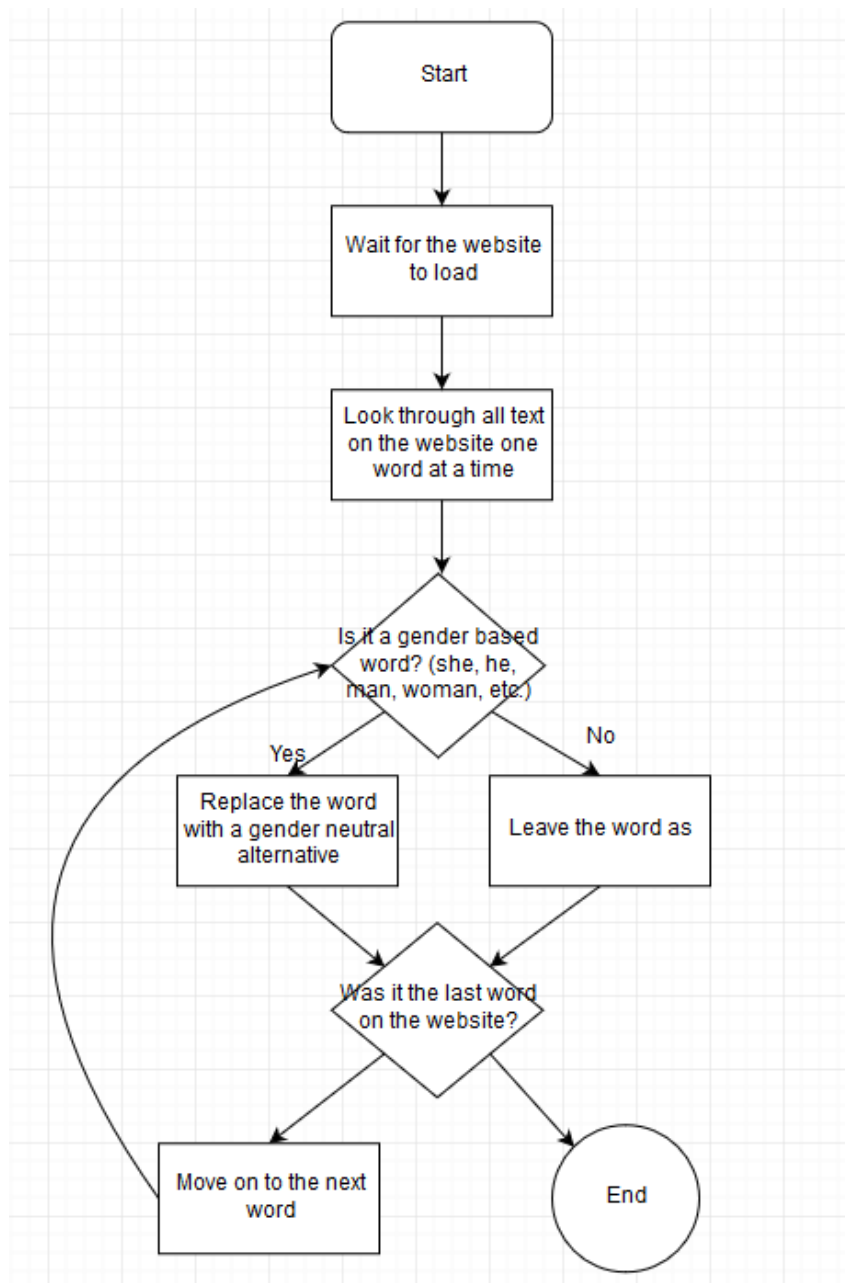 Start
Wait for the website
to load
Look through all text
on the website one
word at a time
Is it a gender based
word? (she, he,
man, woman, etc.)
Yes
No
Replace the word
with a gender neutral
alternative
Leave the word as
Was it the last word
on the website?
Move on to the next
word
End